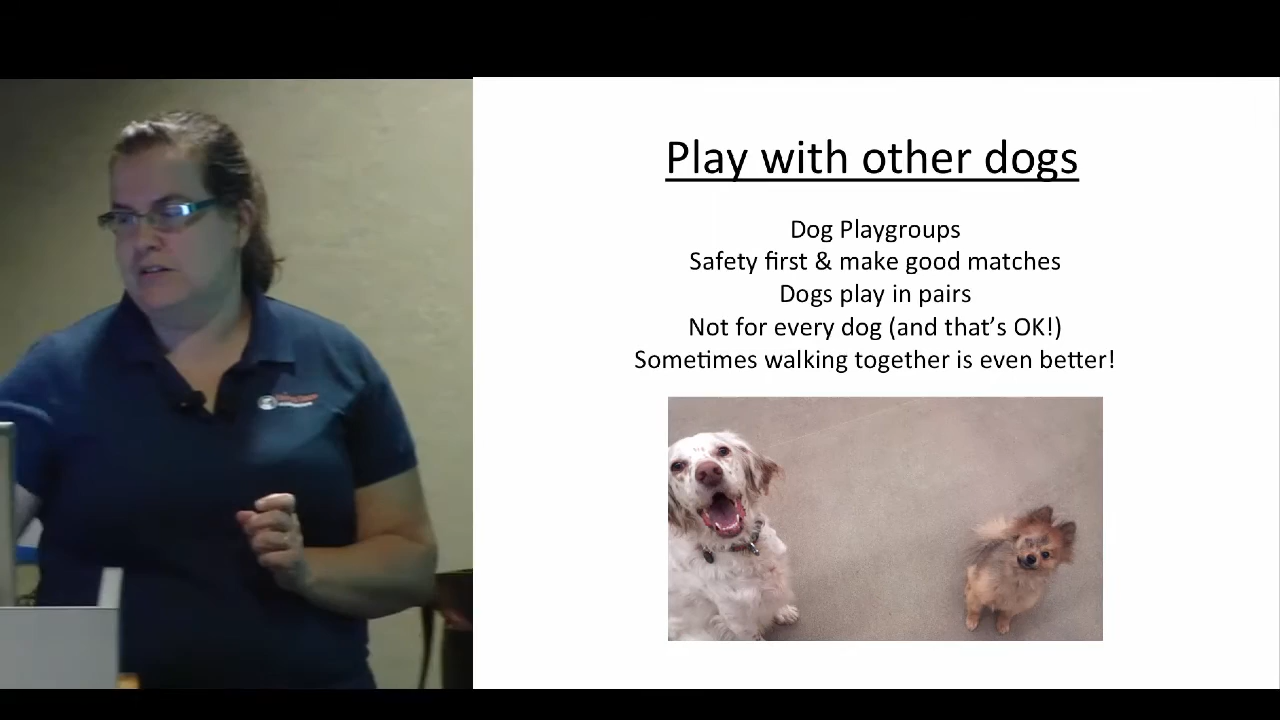 Play with other dogs
Dog Playgroups
Safety first & make good matches
Dogs play in pairs
Not for every dog (and that’s OK!)
Sometimes walking together is even better!